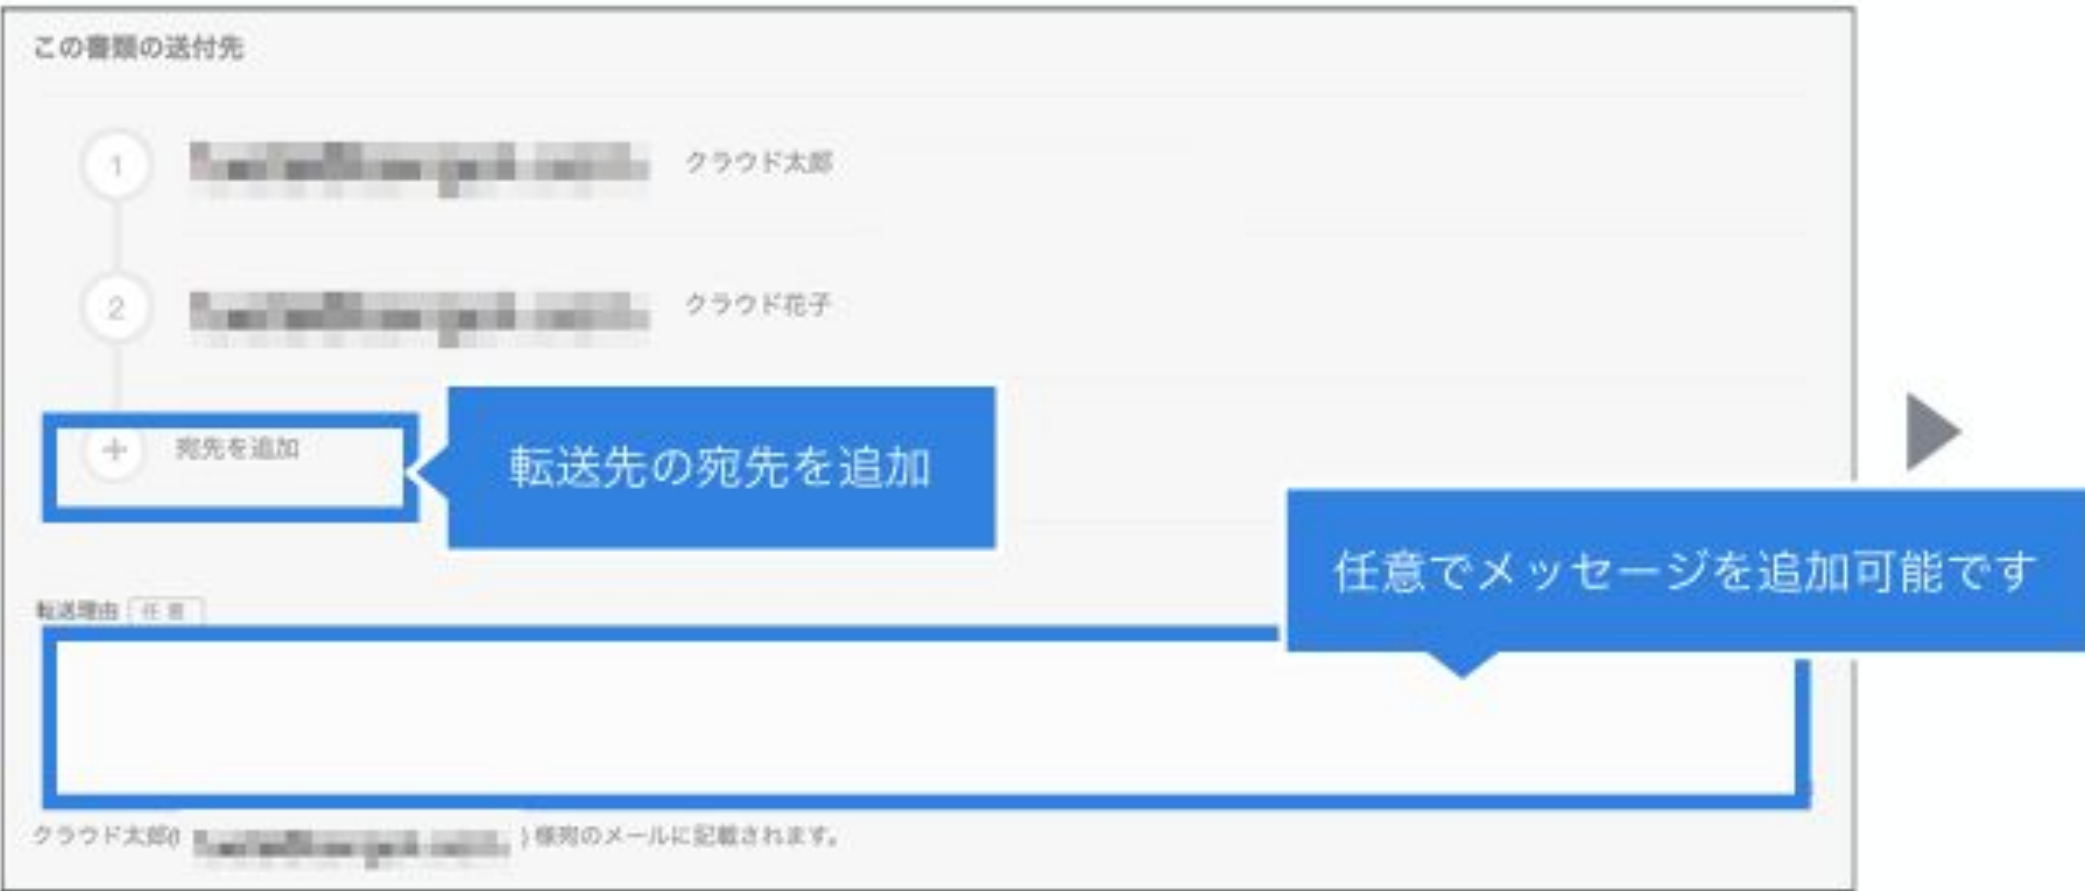 この書類の送付先
1 クラウド太郎
2 クラウド花子
+ 宛先を追加
転送先の宛先を追加
任意でメッセージを追加可能です
転送理由 任意
クラウド太郎( )様宛のメールに記載されます。